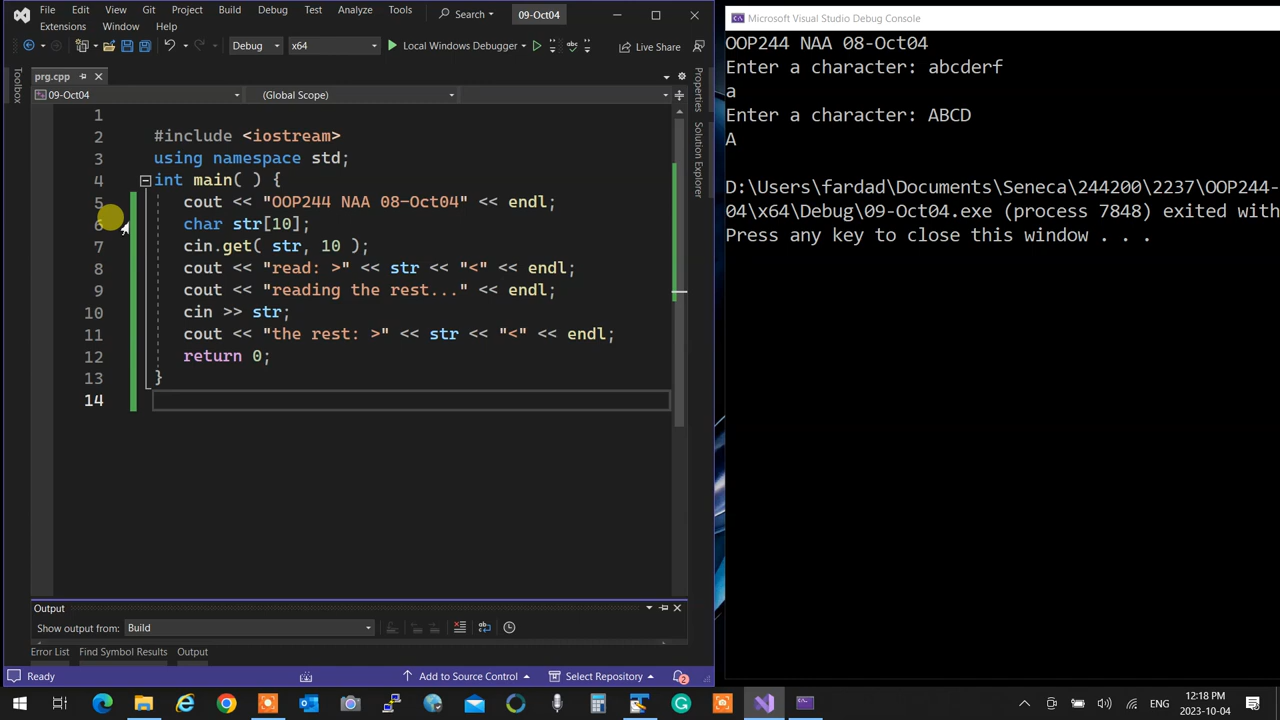 File Edit View Git Project Build Debug Test Analyze Tools Search 09-Oct04
Extensions Window Help
Debug x64 Local Windows Debugger Live Share
Toolbox
prg.cpp
09-Oct04 (Global Scope)
1
2 #include <iostream>
3 using namespace std;
4 int main( ) {
5 cout << "OOP244 NAA 08-Oct04" << endl;
6 char str[10];
7 cin.get( str, 10 );
8 cout << "read: >" << str << "<" << endl;
9 cout << "reading the rest..." << endl;
10 cin >> str;
11 cout << "the rest: >" << str << "<" << endl;
12 return 0;
13 }
14
Properties
Solution Explorer
Output
Show output from: Build
Error List Find Symbol Results Output
Ready Add to Source Control Select Repository 2
Microsoft Visual Studio Debug Console
OOP244 NAA 08-Oct04
Enter a character: abcderf
a
Enter a character: ABCD
A
D:\Users\fardad\Documents\Seneca\244200\2237\OOP244-
04\x64\Debug\09-Oct04.exe (process 7848) exited with
Press any key to close this window . . .
ENG
12:18 PM
2023-10-04